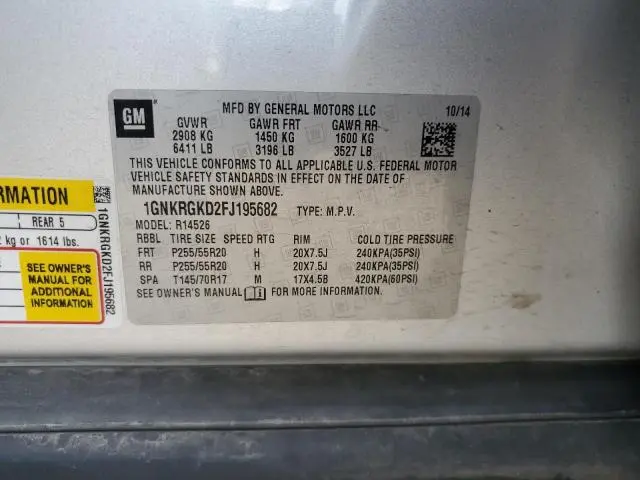 GM
MFD BY GENERAL MOTORS LLC 10/14
GVWR GAWR FRT GAWR RR
2908 KG 1450 KG 1600 KG
6411 LB 3196 LB 3527 LB
THIS VEHICLE CONFORMS TO ALL APPLICABLE U.S. FEDERAL MOTOR
VEHICLE SAFETY STANDARDS IN EFFECT ON THE DATE OF
MANUFACTURE SHOWN ABOVE.
1GNKRGKD2FJ195682 TYPE: M.P.V.
MODEL: R14526
RBBL TIRE SIZE SPEED RTG RIM COLD TIRE PRESSURE
FRT P255/55R20 H 20X7.5J 240KPA(35PSI)
RR P255/55R20 H 20X7.5J 240KPA(35PSI)
SPA T145/70R17 M 17X4.5B 420KPA(60PSI)
SEE OWNER'S MANUAL FOR MORE INFORMATION.
FORMATION
REAR 5
kg or 1614 lbs.
SEE OWNER'S
MANUAL FOR
ADDITIONAL
INFORMATION
1GNKRGKD2FJ195682